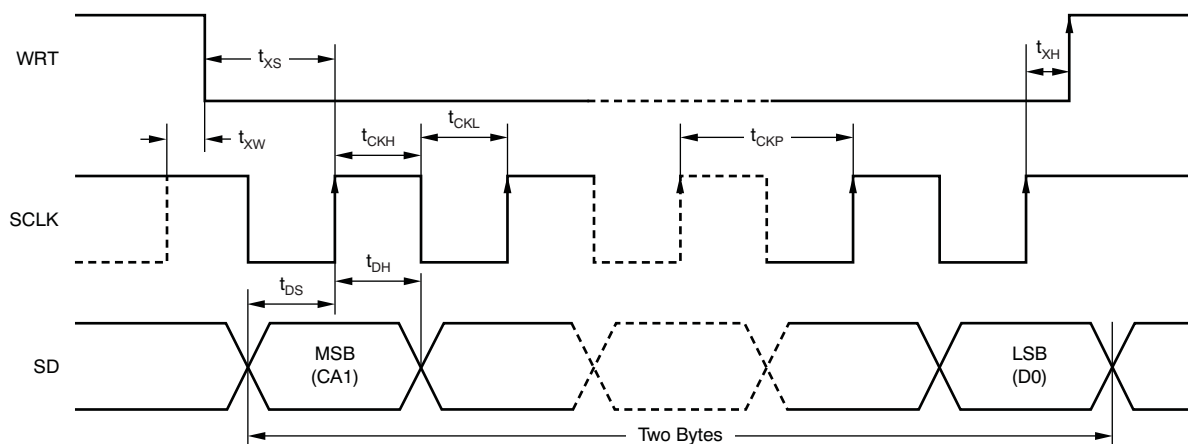 WRT
t_XS
t_XH
t_XW
t_CKH
t_CKL
t_CKP
SCLK
t_DS
t_DH
SD
MSB
(CA1)
LSB
(D0)
Two Bytes